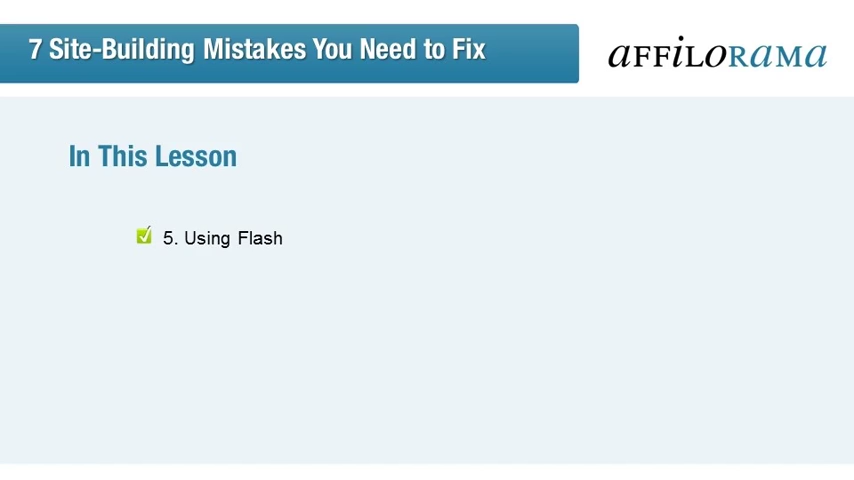 7 Site-Building Mistakes You Need to Fix
aFFiLORaMa
In This Lesson
5. Using Flash